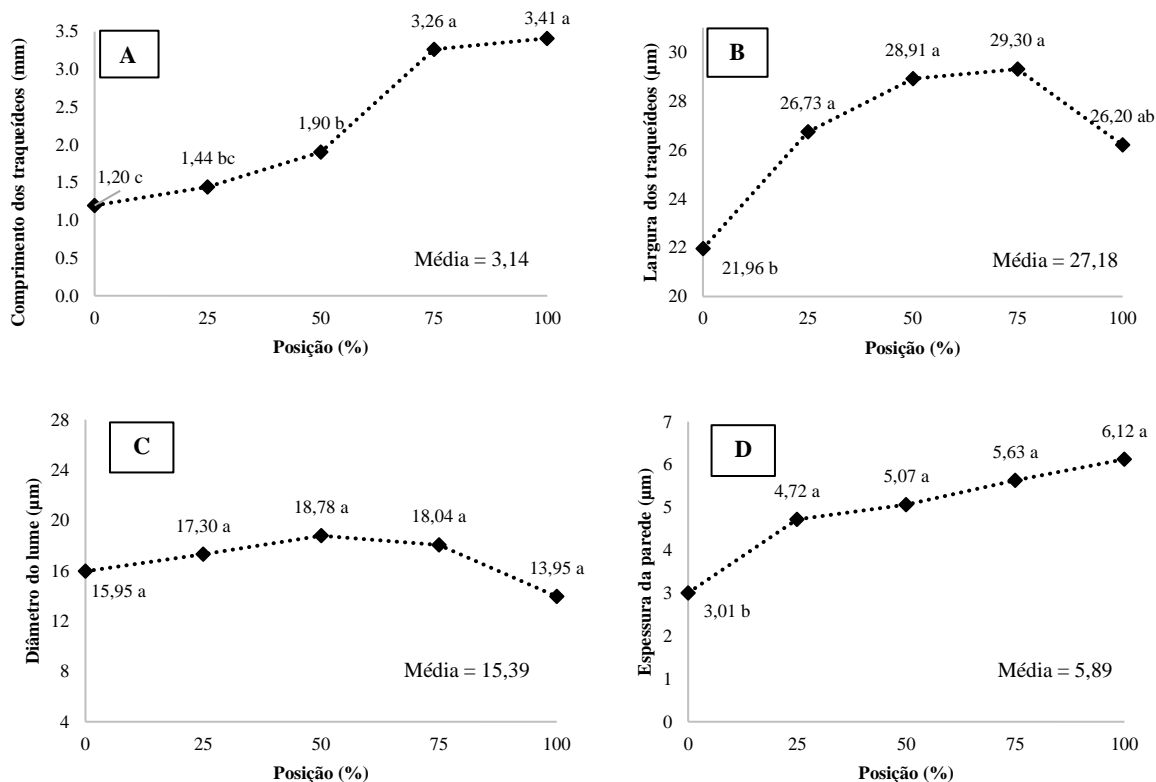 A
Comprimento dos traqueídeos (mm)
3.5
3.0
2.5
2.0
1.5
1.0
0.5
0.0
1,20 c
1,44 bc
1,90 b
3,26 a
3,41 a
Média = 3,14
0 25 50 75 100
Posição (%)
B
Largura dos traqueídeos (µm)
30
28
26
24
22
20
21,96 b
26,73 a
28,91 a
29,30 a
26,20 ab
Média = 27,18
0 25 50 75 100
Posição (%)
C
Diâmetro do lume (µm)
28
24
20
16
12
8
4
15,95 a
17,30 a
18,78 a
18,04 a
13,95 a
Média = 15,39
0 25 50 75 100
Posição (%)
D
Espessura da parede (µm)
7
6
5
4
3
2
1
0
3,01 b
4,72 a
5,07 a
5,63 a
6,12 a
Média = 5,89
0 25 50 75 100
Posição (%)